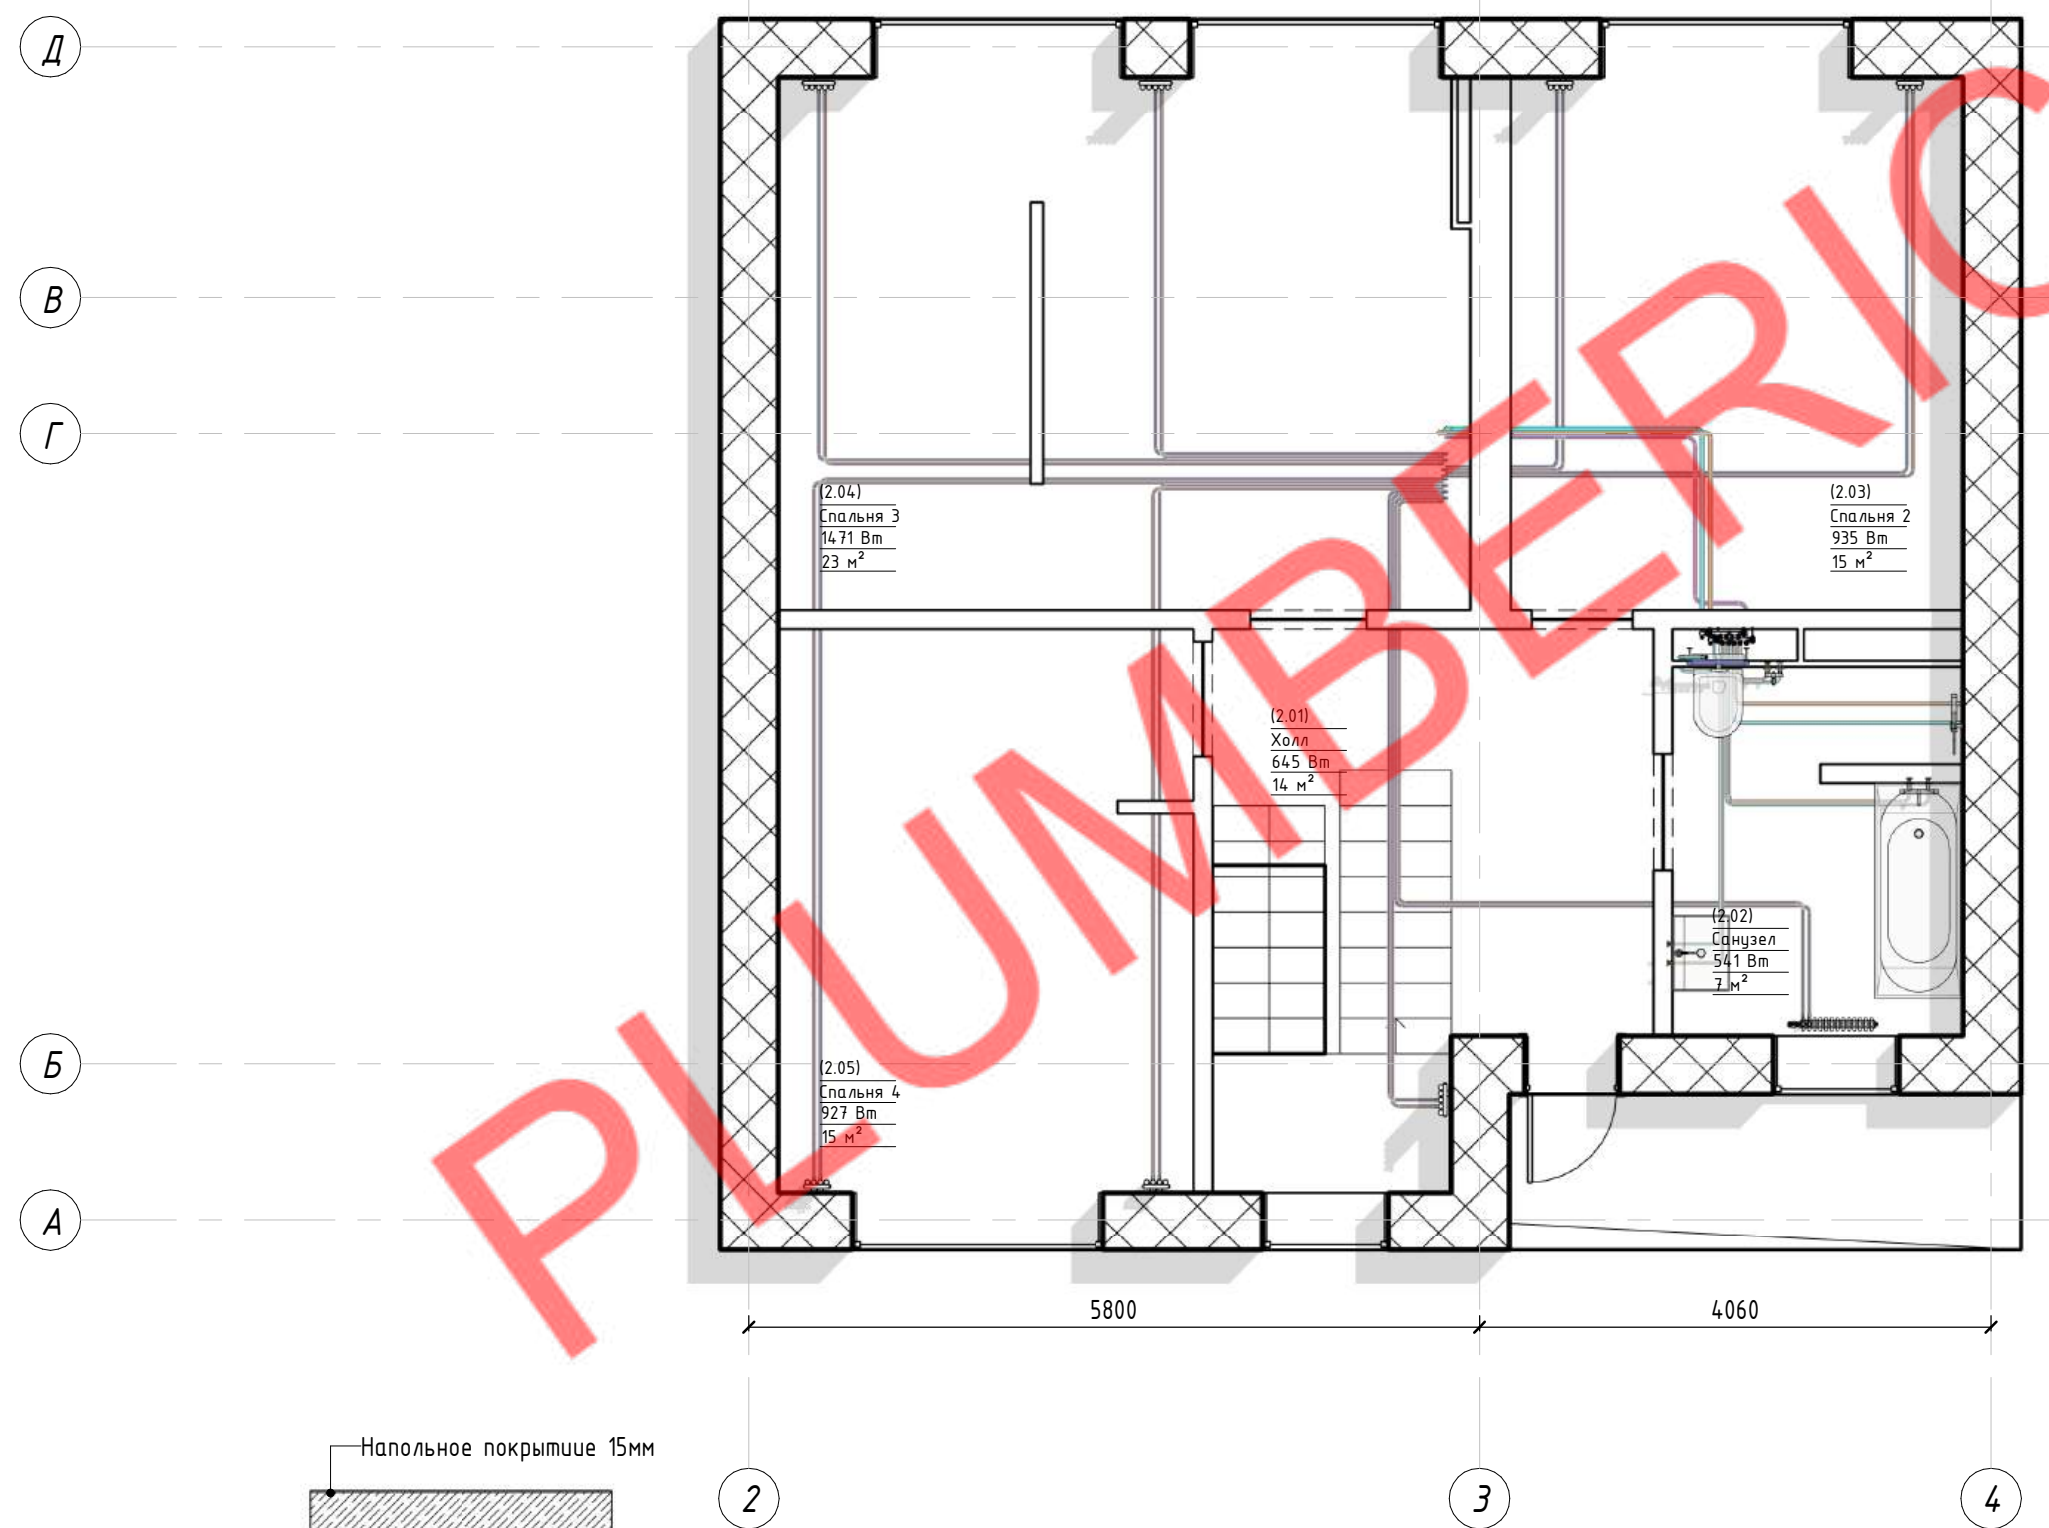 Д
В
Г
(2.04)
Спальня 3
1471 Вт
23 м²
(2.03)
Спальня 2
935 Вт
15 м²
(2.01)
Холл
645 Вт
14 м²
(2.02)
Санузел
541 Вт
7 м²
Б
(2.05)
Спальня 4
927 Вт
15 м²
А
PLUMBERIC
5800
4060
Напольное покрытиие 15мм
2
3
4